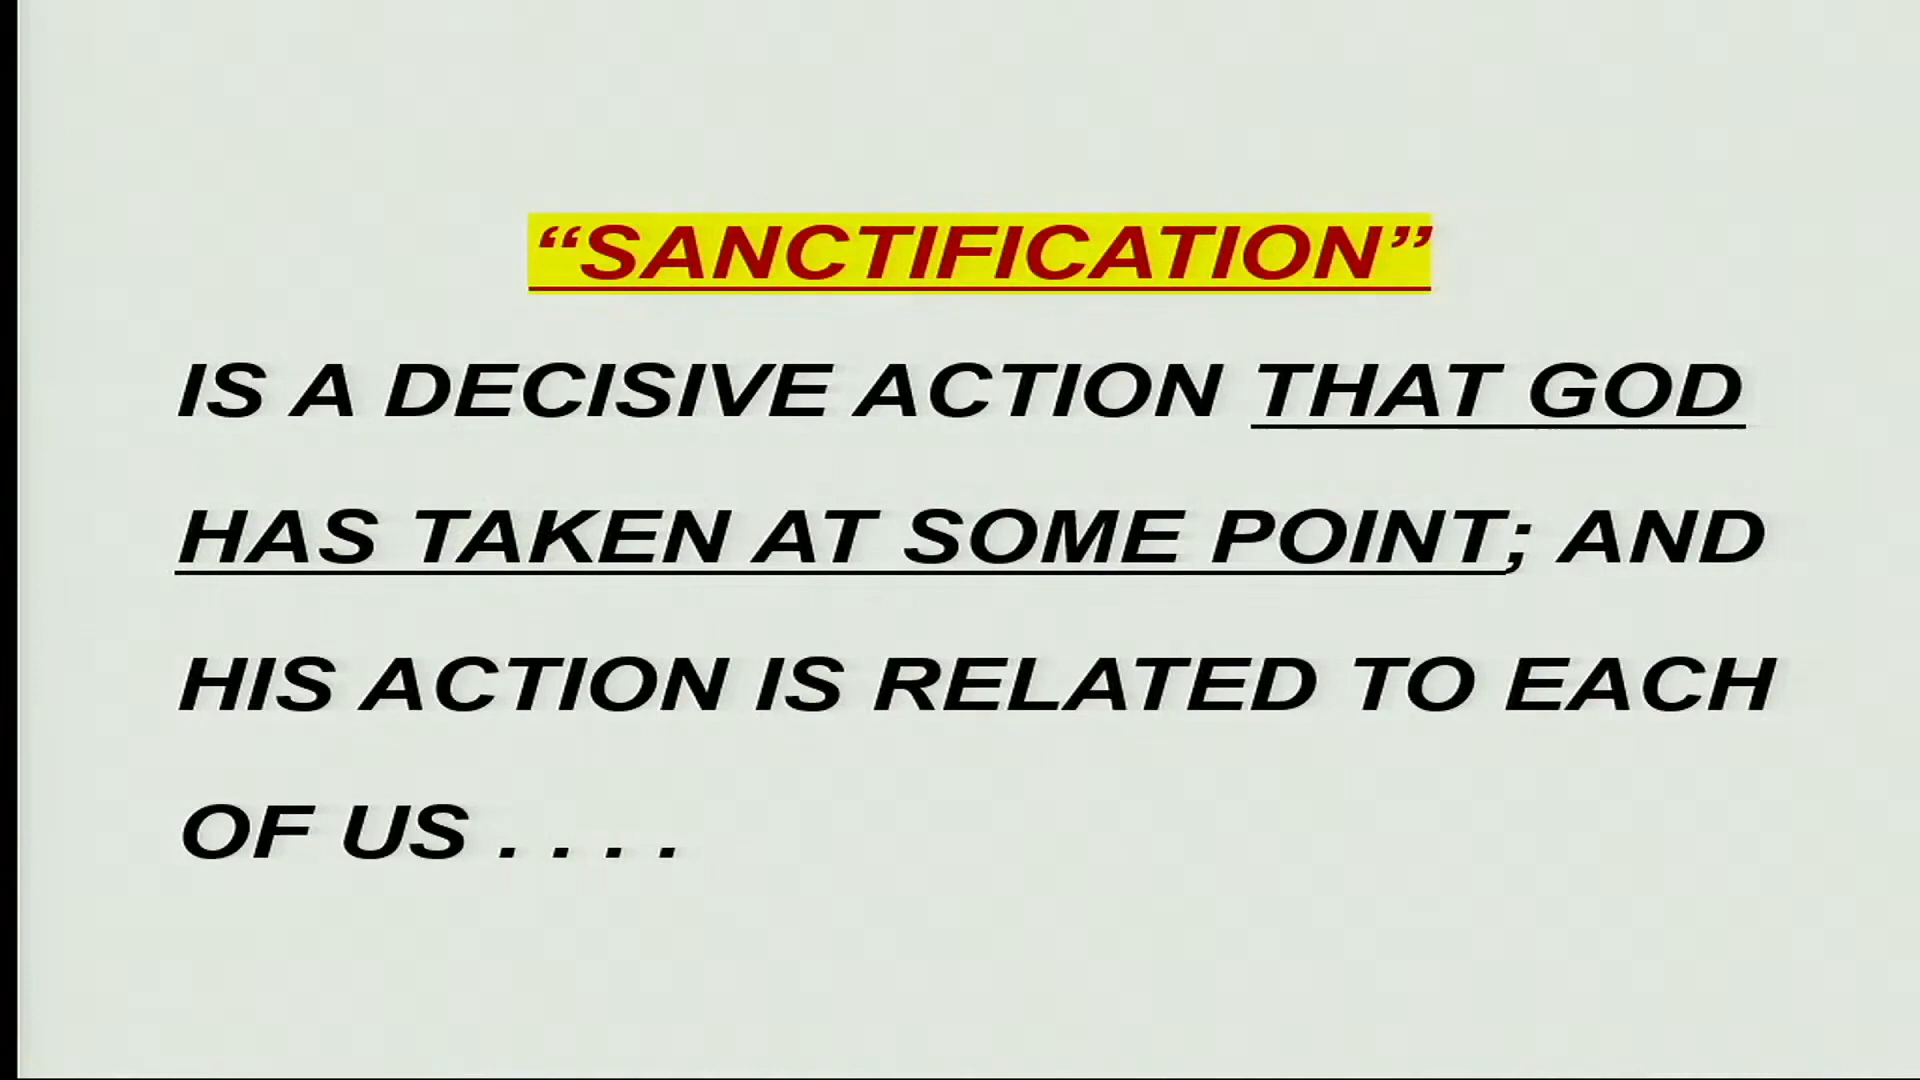 “SANCTIFICATION”
IS A DECISIVE ACTION THAT GOD
HAS TAKEN AT SOME POINT; AND
HIS ACTION IS RELATED TO EACH
OF US . . . .